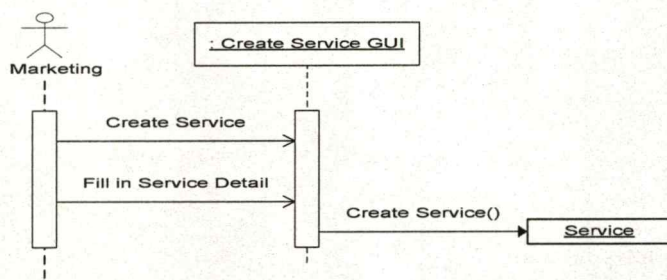 : Create Service GUI
Marketing
Create Service
Fill in Service Detail
Create Service()
Service